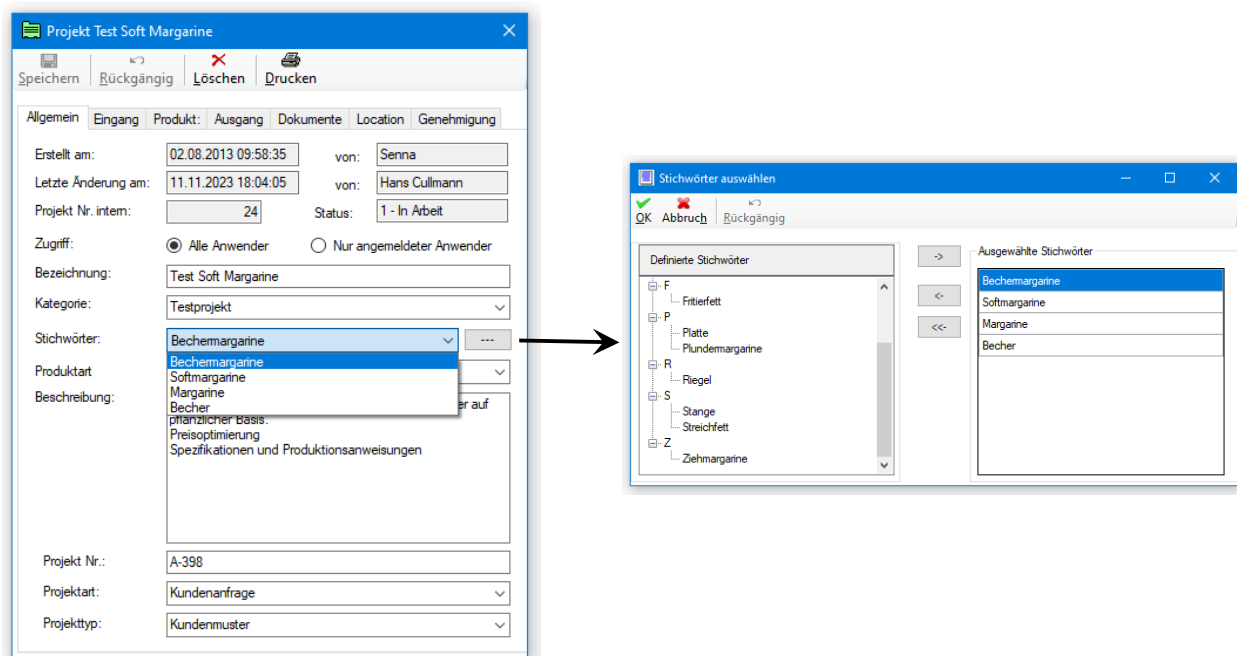 Projekt Test Soft Margarine
Speichern Rückgängig Löschen Drucken
Allgemein Eingang Produkt: Ausgang Dokumente Location Genehmigung
Erstellt am: 02.08.2013 09:58:35 von: Senna
Letzte Änderung am: 11.11.2023 18:04:05 von: Hans Cullmann
Projekt Nr. intern: 24 Status: 1 - In Arbeit
Zugriff: Alle Anwender Nur angemeldeter Anwender
Bezeichnung: Test Soft Margarine
Kategorie: Testprojekt
Stichwörter: Bechermargarine ---
Bechermargarine
Softmargarine
Margarine
Becher
Produktart
Beschreibung: er auf
pflanzlicher Basis.
Preisoptimierung
Spezifikationen und Produktionsanweisungen
Projekt Nr.: A-398
Projektart: Kundenanfrage
Projekttyp: Kundenmuster
Stichwörter auswählen
OK Abbruch Rückgängig
Definierte Stichwörter
F
Fritierfett
P
Platte
Plundermargarine
R
Riegel
S
Stange
Streichfett
Z
Ziehmargarine
->
<-
<<-
Ausgewählte Stichwörter
Bechermargarine
Softmargarine
Margarine
Becher